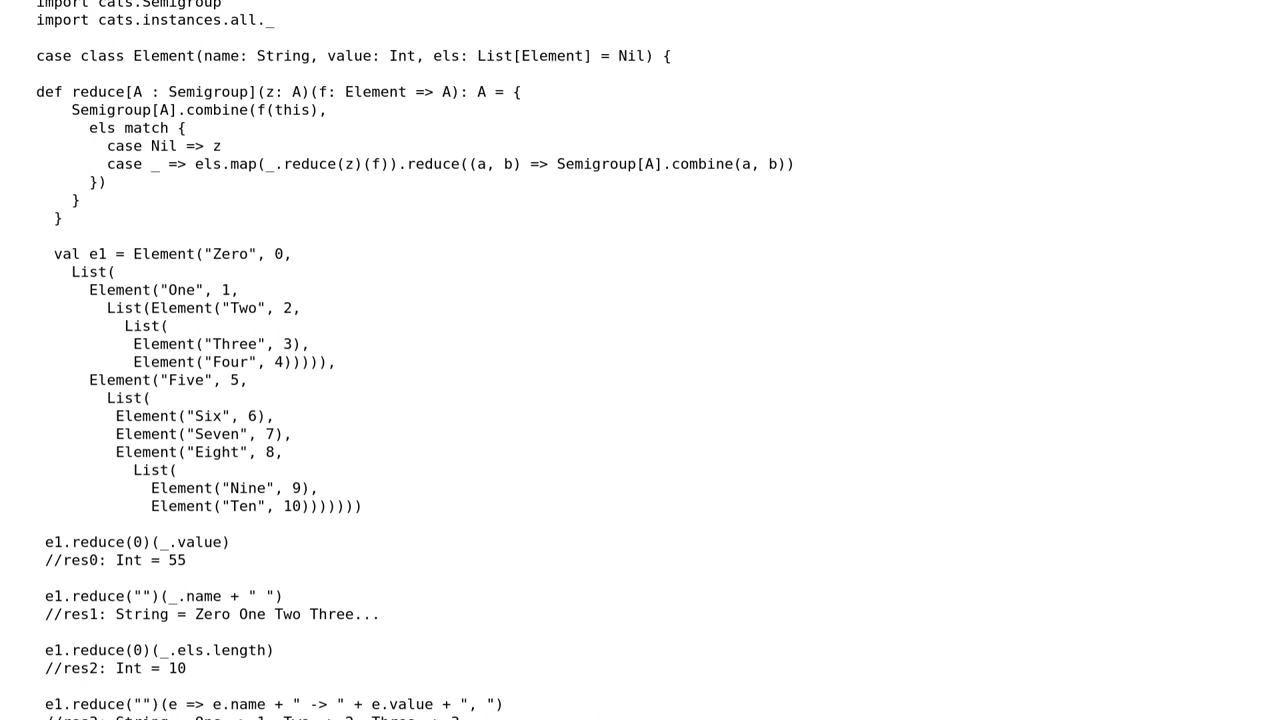 import cats.Semigroup
import cats.instances.all._
case class Element(name: String, value: Int, els: List[Element] = Nil) {
def reduce[A : Semigroup](z: A)(f: Element => A): A = {
Semigroup[A].combine(f(this),
els match {
case Nil => z
case _ => els.map(_.reduce(z)(f)).reduce((a, b) => Semigroup[A].combine(a, b))
})
}
}
val e1 = Element("Zero", 0,
List(
Element("One", 1,
List(Element("Two", 2,
List(
Element("Three", 3),
Element("Four", 4))))),
Element("Five", 5,
List(
Element("Six", 6),
Element("Seven", 7),
Element("Eight", 8,
List(
Element("Nine", 9),
Element("Ten", 10)))))))
e1.reduce(0)(_.value)
//res0: Int = 55
e1.reduce("")(_.name + " ")
//res1: String = Zero One Two Three...
e1.reduce(0)(_.els.length)
//res2: Int = 10
e1.reduce("")(e => e.name + " -> " + e.value + ", ")